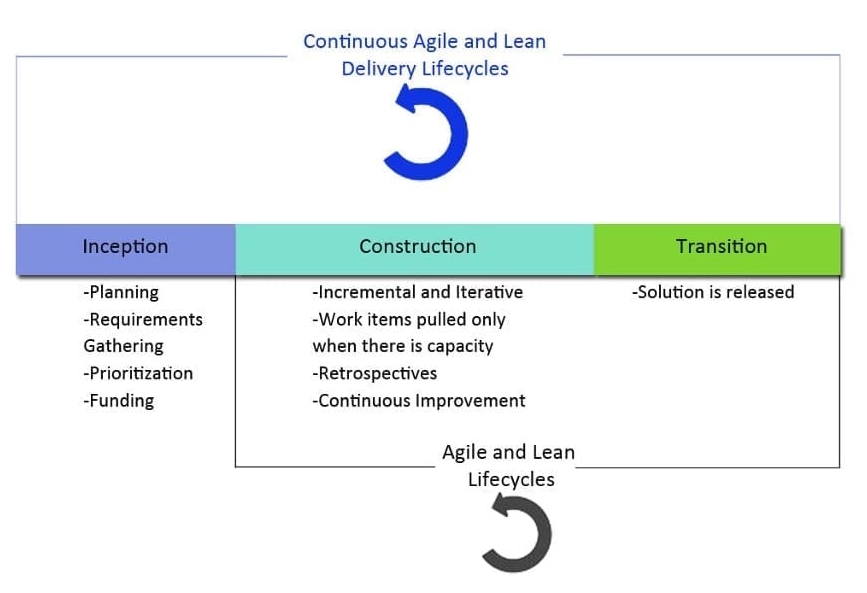 Continuous Agile and Lean
Delivery Lifecycles
Inception
Construction
Transition
-Planning
-Requirements
Gathering
-Prioritization
-Funding
-Incremental and Iterative
-Work items pulled only
when there is capacity
-Retrospectives
-Continuous Improvement
-Solution is released
Agile and Lean
Lifecycles